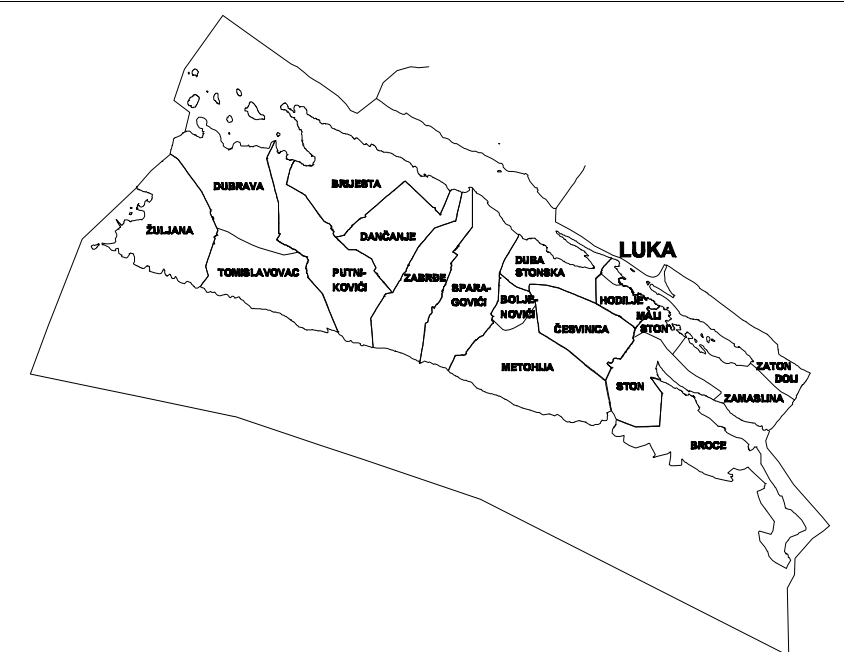 BRIJESTA
DUBRAVA
ŽULJANA
DANČANJE
LUKA
TOMISLAVOVAC
PUTNI-
KOVIĆI
ZABRĐE
SPARA-
GOVIĆI
DUBA
STONSKA
BOLJE-
NOVIĆI
HODILJE
MALI
STON
ČESVINICA
METOHIJA
STON
ZATON
DOLI
ZAMASLINA
BROCE